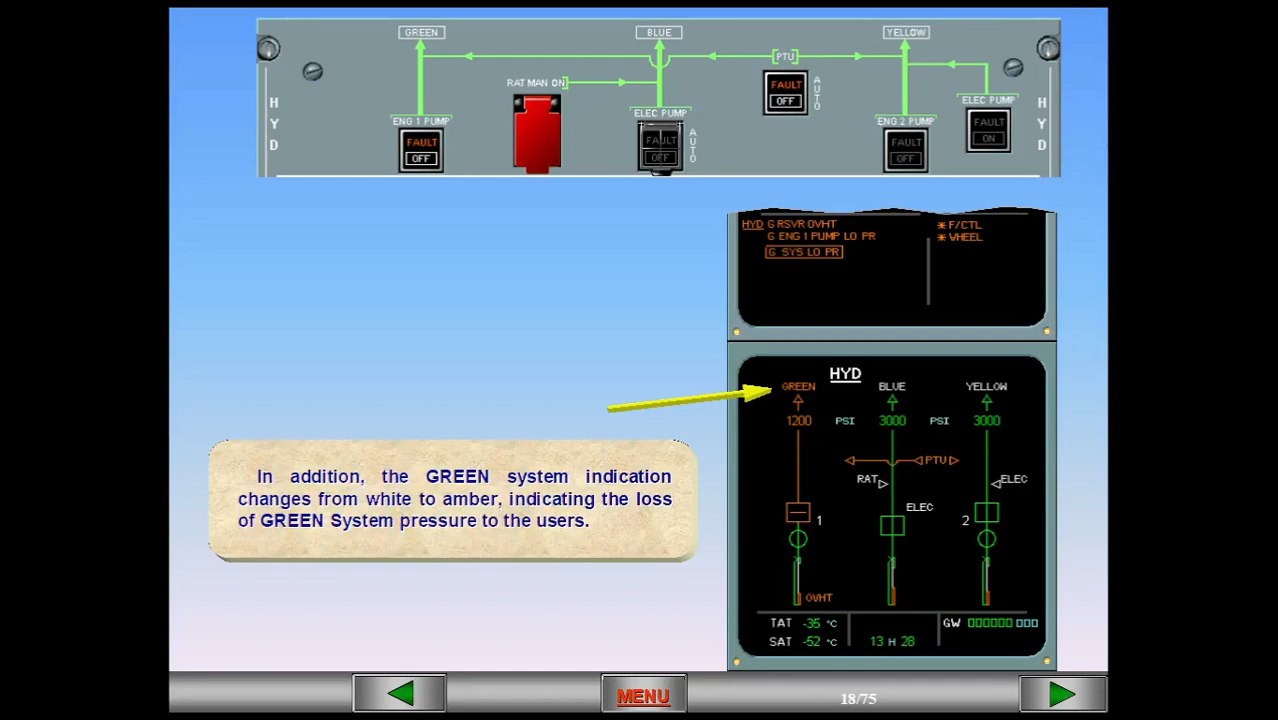 GREEN
BLUE
YELLOW
PTU
RAT MAN ON
FAULT
OFF
AUTO
ENG 1 PUMP
ELEC PUMP
ENG 2 PUMP
ELEC PUMP
HYD
FAULT
OFF
FAULT
OFF
AUTO
FAULT
OFF
FAULT
ON
HYD
HYD G RSVR OVHT
G ENG 1 PUMP LO PR
G SYS LO PR
* F/CTL
* WHEEL
HYD
GREEN BLUE YELLOW
1200 PSI 3000 PSI 3000
PTU
RAT ELEC
ELEC
1 2
OVHT
TAT -35 °C GW
SAT -52 °C 13 H 28
In addition, the GREEN system indication
changes from white to amber, indicating the loss
of GREEN System pressure to the users.
MENU
18/75